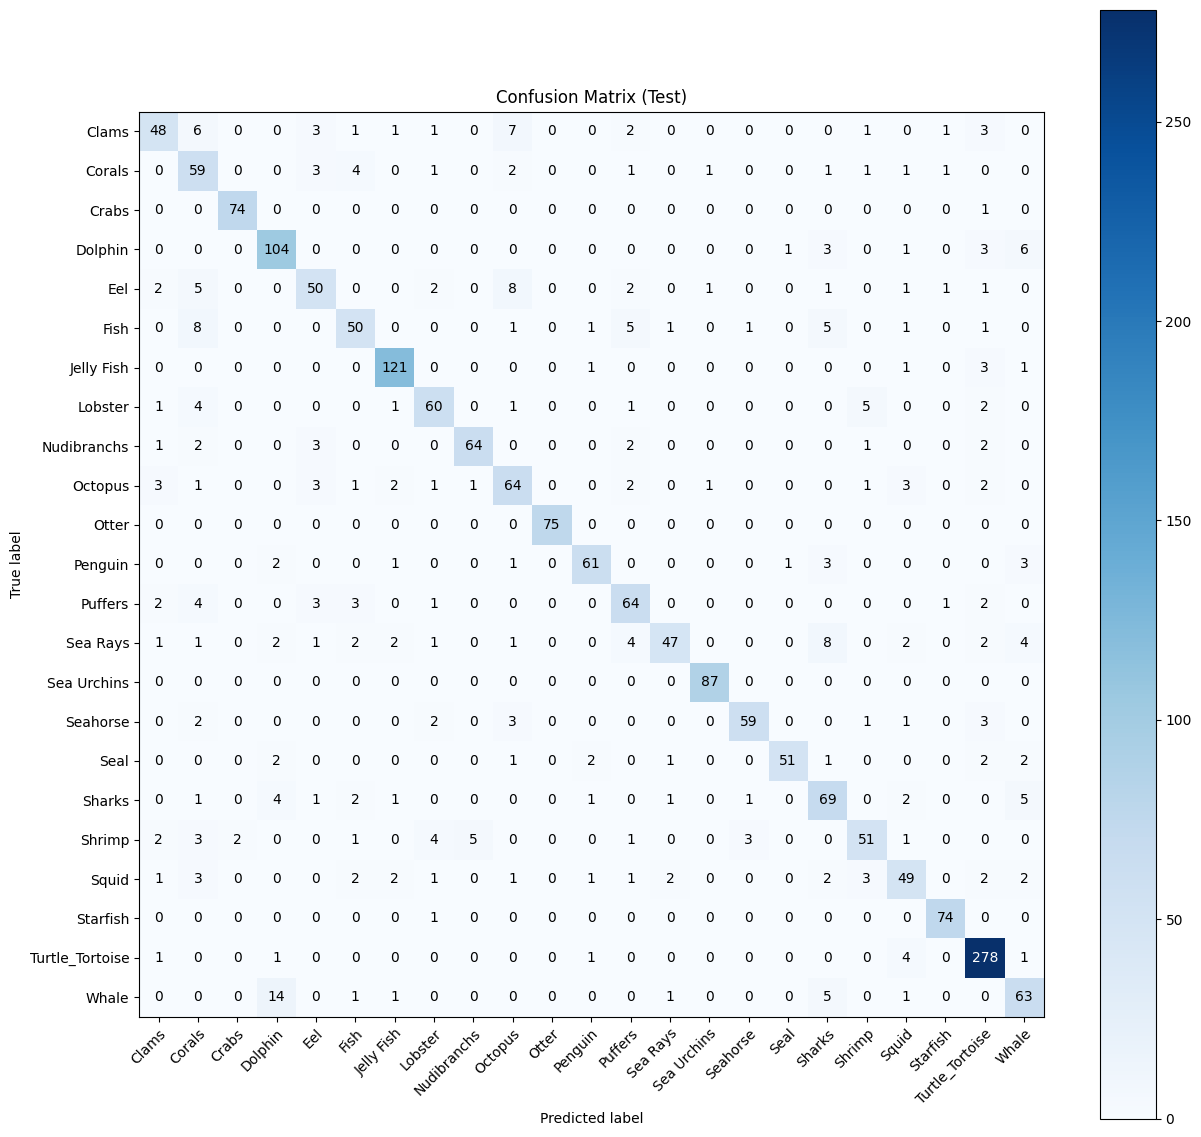 Confusion Matrix (Test)
Clams 48 6 0 0 3 1 1 1 0 7 0 0 2 0 0 0 0 0 1 0 1 3 0
Corals 0 59 0 0 3 4 0 1 0 2 0 0 1 0 1 0 0 1 1 1 1 0 0
Crabs 0 0 74 0 0 0 0 0 0 0 0 0 0 0 0 0 0 0 0 0 0 1 0
Dolphin 0 0 0 104 0 0 0 0 0 0 0 0 0 0 0 0 1 3 0 1 0 3 6
Eel 2 5 0 0 50 0 0 2 0 8 0 0 2 0 1 0 0 1 0 1 1 1 0
Fish 0 8 0 0 0 50 0 0 0 1 0 1 5 1 0 1 0 5 0 1 0 1 0
Jelly Fish 0 0 0 0 0 0 121 0 0 0 0 1 0 0 0 0 0 0 0 1 0 3 1
Lobster 1 4 0 0 0 0 1 60 0 1 0 0 1 0 0 0 0 0 5 0 0 2 0
Nudibranchs 1 2 0 0 3 0 0 0 64 0 0 0 2 0 0 0 0 0 1 0 0 2 0
Octopus 3 1 0 0 3 1 2 1 1 64 0 0 2 0 1 0 0 0 1 3 0 2 0
Otter 0 0 0 0 0 0 0 0 0 0 75 0 0 0 0 0 0 0 0 0 0 0 0
Penguin 0 0 0 2 0 0 1 0 0 1 0 61 0 0 0 0 1 3 0 0 0 0 3
Puffers 2 4 0 0 3 3 0 1 0 0 0 0 64 0 0 0 0 0 0 0 1 2 0
Sea Rays 1 1 0 2 1 2 2 1 0 1 0 0 4 47 0 0 0 8 0 2 0 2 4
Sea Urchins 0 0 0 0 0 0 0 0 0 0 0 0 0 0 87 0 0 0 0 0 0 0 0
Seahorse 0 2 0 0 0 0 0 2 0 3 0 0 0 0 0 59 0 0 1 1 0 3 0
Seal 0 0 0 2 0 0 0 0 0 1 0 2 0 1 0 0 51 1 0 0 0 2 2
Sharks 0 1 0 4 1 2 1 0 0 0 0 1 0 1 0 1 0 69 0 2 0 0 5
Shrimp 2 3 2 0 0 1 0 4 5 0 0 0 1 0 0 3 0 0 51 1 0 0 0
Squid 1 3 0 0 0 2 2 1 0 1 0 1 1 2 0 0 0 2 3 49 0 2 2
Starfish 0 0 0 0 0 0 0 1 0 0 0 0 0 0 0 0 0 0 0 0 74 0 0
Turtle_Tortoise 1 0 0 1 0 0 0 0 0 0 0 1 0 0 0 0 0 0 0 4 0 278 1
Whale 0 0 0 14 0 1 1 0 0 0 0 0 0 1 0 0 0 5 0 1 0 0 63
Clams Corals Crabs Dolphin Eel Fish Jelly Fish Lobster Nudibranchs Octopus Otter Penguin Puffers Sea Rays Sea Urchins Seahorse Seal Sharks Shrimp Squid Starfish Turtle_Tortoise Whale
Predicted label
True label
250
200
150
100
50
0